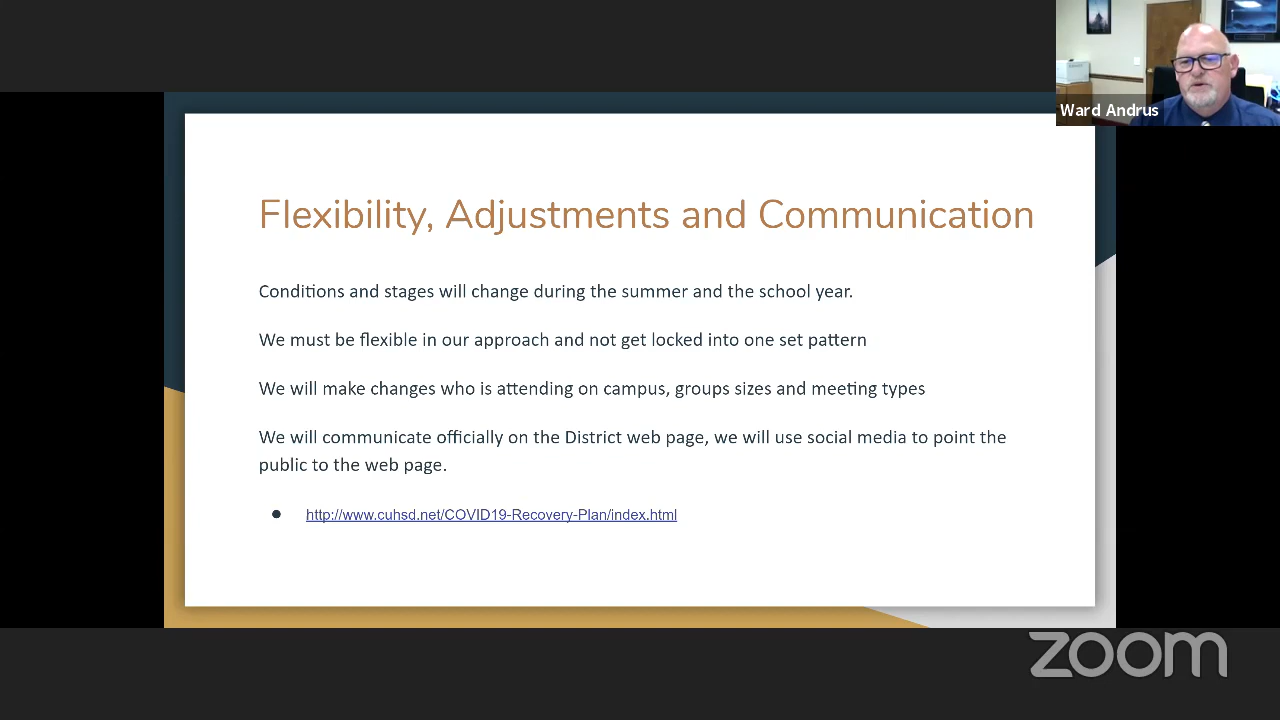 Ward Andrus
Flexibility, Adjustments and Communication
Conditions and stages will change during the summer and the school year.
We must be flexible in our approach and not get locked into one set pattern
We will make changes who is attending on campus, groups sizes and meeting types
We will communicate officially on the District web page, we will use social media to point the
public to the web page.
● http://www.cuhsd.net/COVID19-Recovery-Plan/index.html
zoom